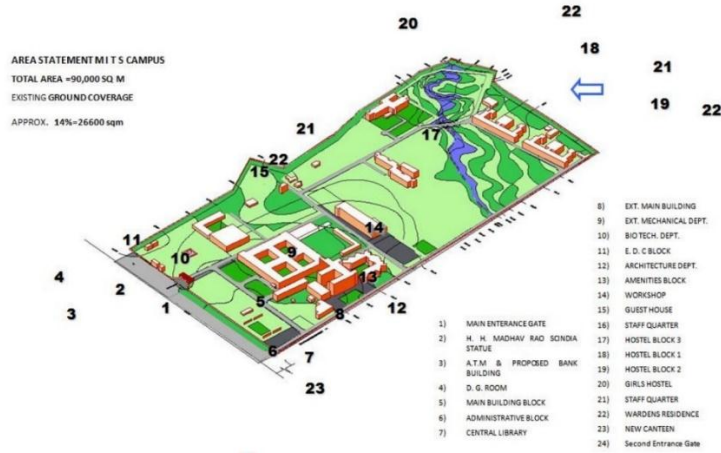 AREA STATEMENT M I T S CAMPUS
TOTAL AREA =90,000 SQ M
EXISTING GROUND COVERAGE
APPROX. 14%=26600 sqm
20
22
18
21
19
22
17
21
22
15
14
11
10
9
13
4
2
5
12
3
1
8
6
7
23
1) MAIN ENTERANCE GATE
2) H. H. MADHAV RAO SONDIA
STATUE
3) A.T.M & PROPOSED BANK
BUILDING
4) D. G. ROOM
5) MAIN BUILDING BLOCK
6) ADMINISTRATIVE BLOCK
7) CENTRAL LIBRARY
8) EXT. MAIN BUILDING
9) EXT. MECHANICAL DEPT.
10) BIO TECH. DEPT.
11) E. D. C BLOCK
12) ARCHITECTURE DEPT.
13) AMENITIES BLOCK
14) WORKSHOP
15) GUEST HOUSE
16) STAFF QUARTER
17) HOSTEL BLOCK 3
18) HOSTEL BLOCK 1
19) HOSTEL BLOCK 2
20) GIRLS HOSTEL
21) STAFF QUARTER
22) WARDENS RESIDENCE
23) NEW CANTEEN
24) Second Entrance Gate